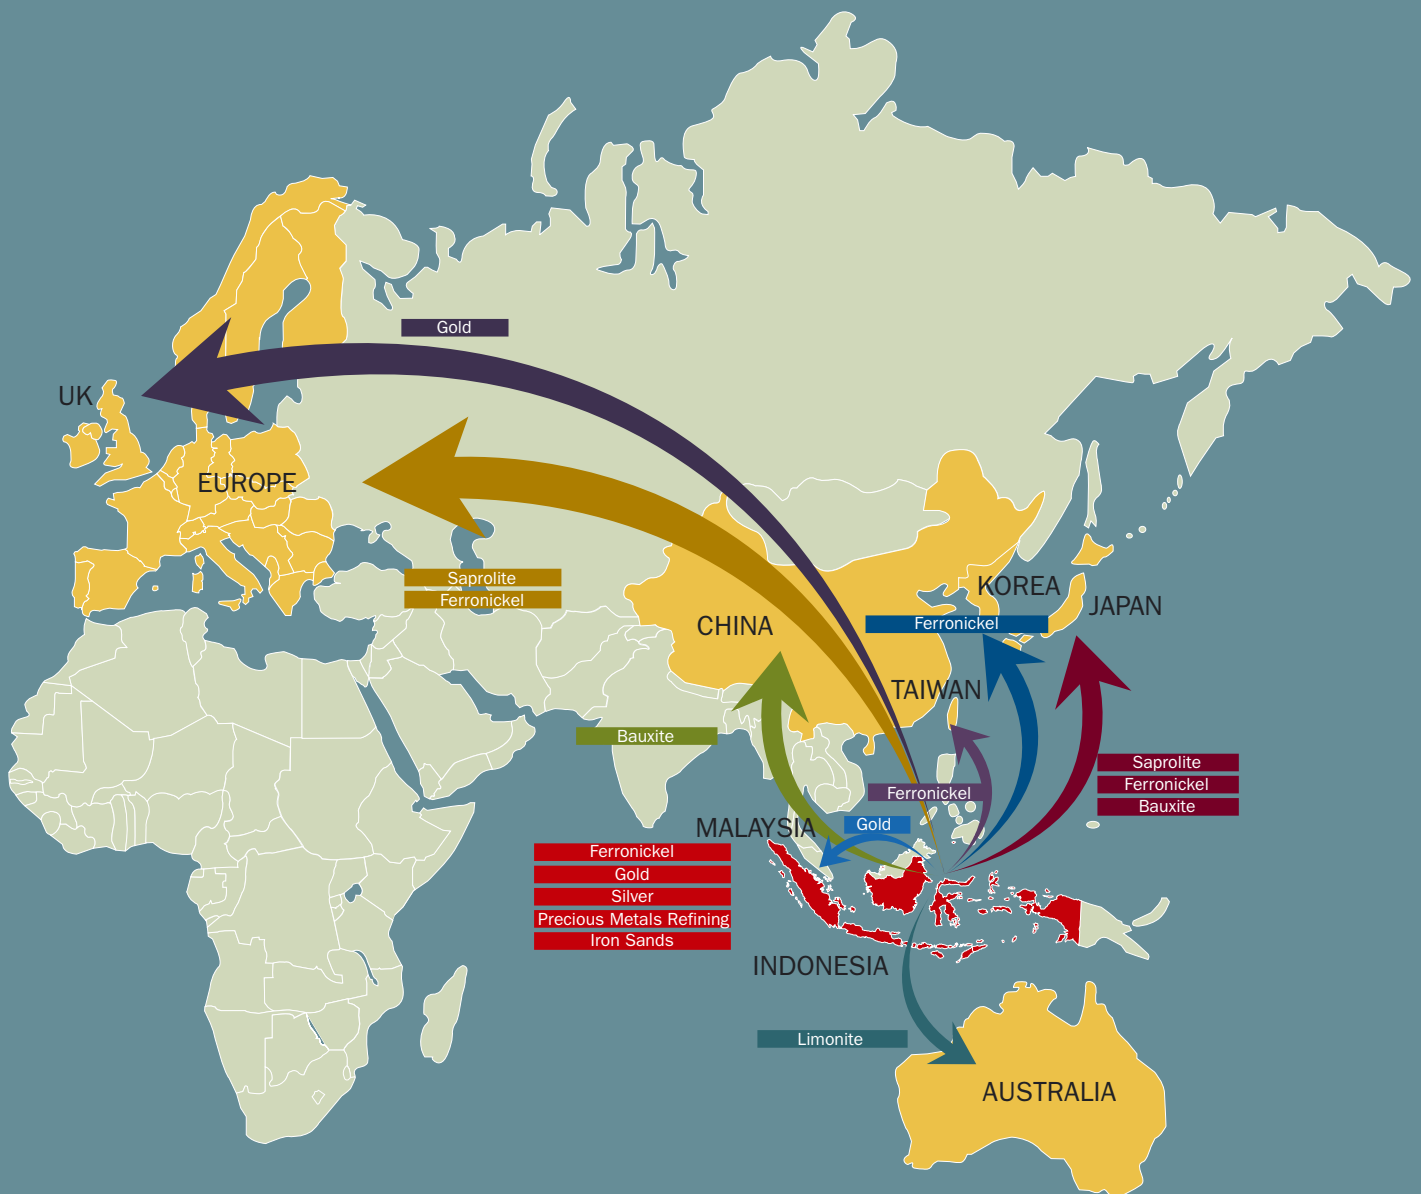 Gold
UK
EUROPE
Saprolite
Ferronickel
KOREA
JAPAN
CHINA
Ferronickel
TAIWAN
Bauxite
Saprolite
Ferronickel
Bauxite
Ferronickel
MALAYSIA
Gold
Ferronickel
Gold
Silver
Precious Metals Refining
Iron Sands
INDONESIA
Limonite
AUSTRALIA